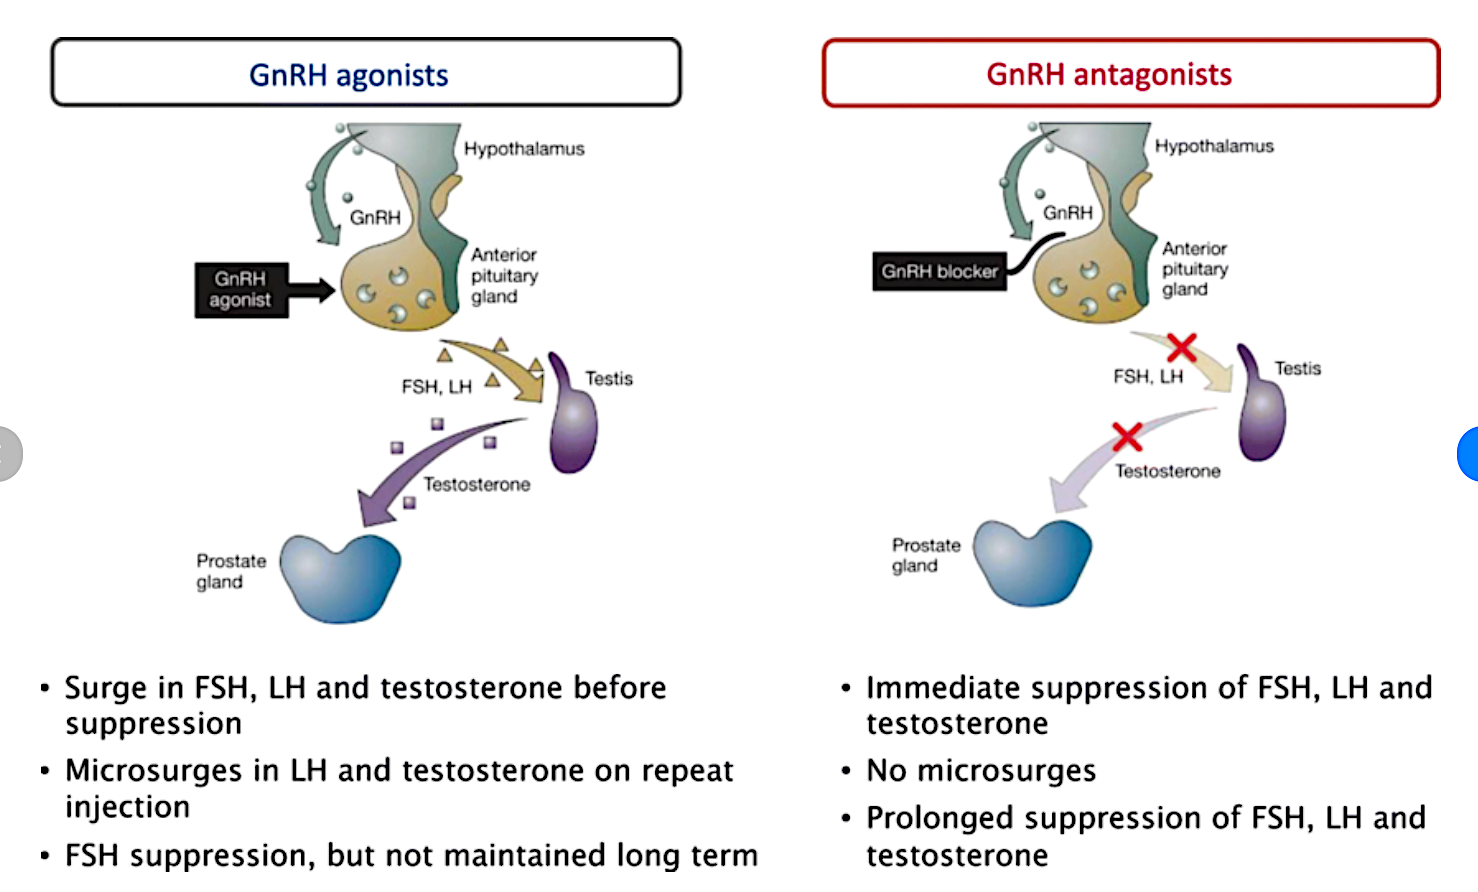 GnRH agonists
Hypothalamus
GnRH
GnRH
agonist
Anterior
pituitary
gland
FSH, LH
Testis
Testosterone
Prostate
gland
• Surge in FSH, LH and testosterone before
suppression
• Microsurges in LH and testosterone on repeat
injection
• FSH suppression, but not maintained long term
GnRH antagonists
Hypothalamus
GnRH
GnRH blocker
Anterior
pituitary
gland
FSH, LH
Testis
Testosterone
Prostate
gland
• Immediate suppression of FSH, LH and
testosterone
• No microsurges
• Prolonged suppression of FSH, LH and
testosterone